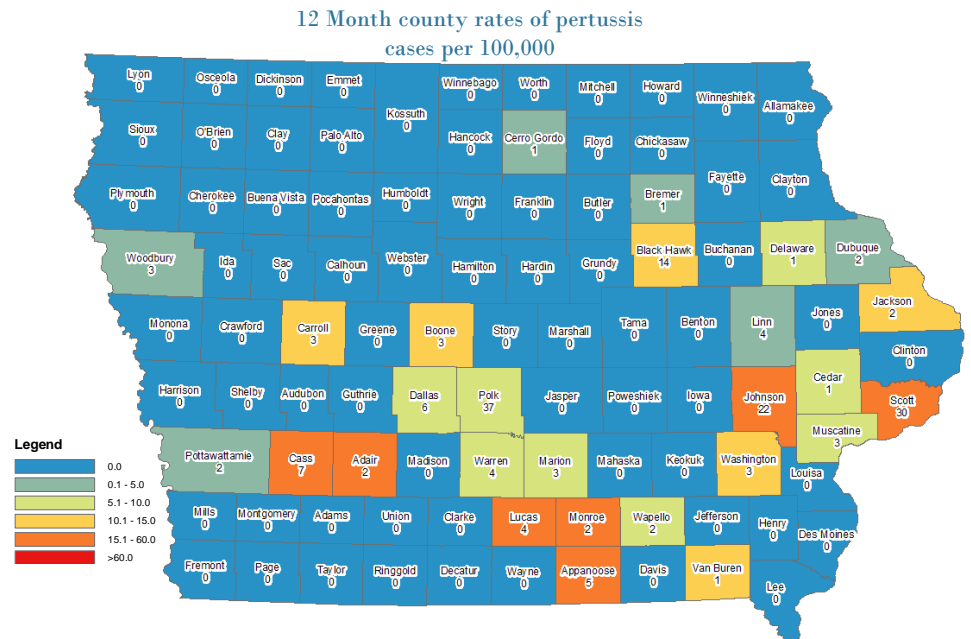 12 Month county rates of pertussis
cases per 100,000
Lyon
0
Osceola
0
Dickinson
0
Emmet
0
Kossuth
0
Winnebago
0
Worth
0
Mitchell
0
Howard
0
Winneshiek
0
Allamakee
0
Sioux
0
O'Brien
0
Clay
0
Palo Alto
0
Hancock
0
Cerro Gordo
1
Floyd
0
Chickasaw
0
Plymouth
0
Cherokee
0
Buena Vista
0
Pocahontas
0
Humboldt
0
Wright
0
Franklin
0
Butler
0
Bremer
1
Fayette
0
Clayton
0
Woodbury
3
Ida
0
Sac
0
Calhoun
0
Webster
0
Hamilton
0
Hardin
0
Grundy
0
Black Hawk
14
Buchanan
0
Delaware
1
Dubuque
2
Monona
0
Crawford
0
Carroll
3
Greene
0
Boone
3
Story
0
Marshall
0
Tama
0
Benton
0
Linn
4
Jones
0
Jackson
2
Clinton
0
Harrison
0
Shelby
0
Audubon
0
Guthrie
0
Dallas
6
Polk
37
Jasper
0
Poweshiek
0
Iowa
0
Johnson
22
Cedar
1
Scott
30
Muscatine
3
Pottawattamie
2
Cass
7
Adair
2
Madison
0
Warren
4
Marion
3
Mahaska
0
Keokuk
0
Washington
3
Louisa
0
Mills
0
Montgomery
0
Adams
0
Union
0
Clarke
0
Lucas
4
Monroe
2
Wapello
2
Jefferson
0
Henry
0
Des Moines
0
Fremont
0
Page
0
Taylor
0
Ringgold
0
Decatur
0
Wayne
0
Appanoose
5
Davis
0
Van Buren
1
Lee
0
Legend
0.0
0.1 - 5.0
5.1 - 10.0
10.1 - 15.0
15.1 - 60.0
>60.0